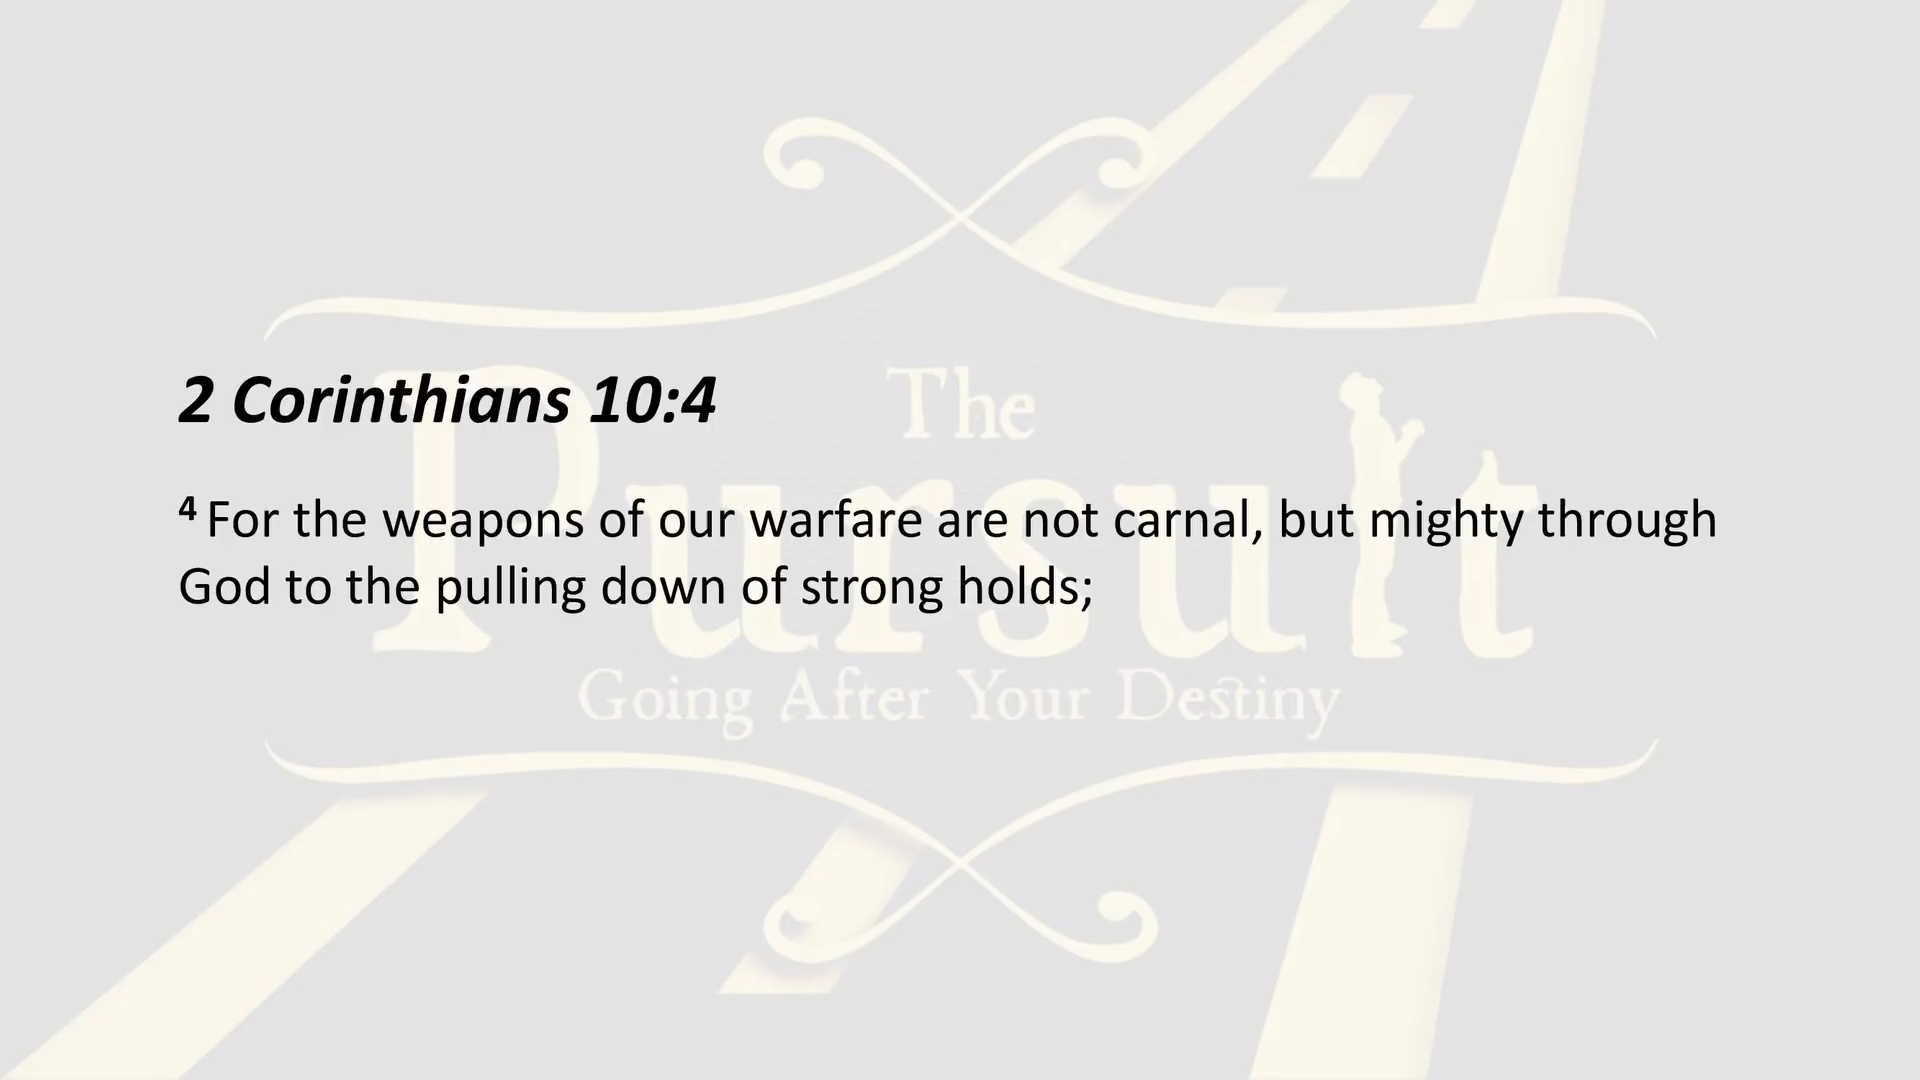 2 Corinthians 10:4
4 For the weapons of our warfare are not carnal, but mighty through
God to the pulling down of strong holds;
The
Pursuit
Going After Your Destiny